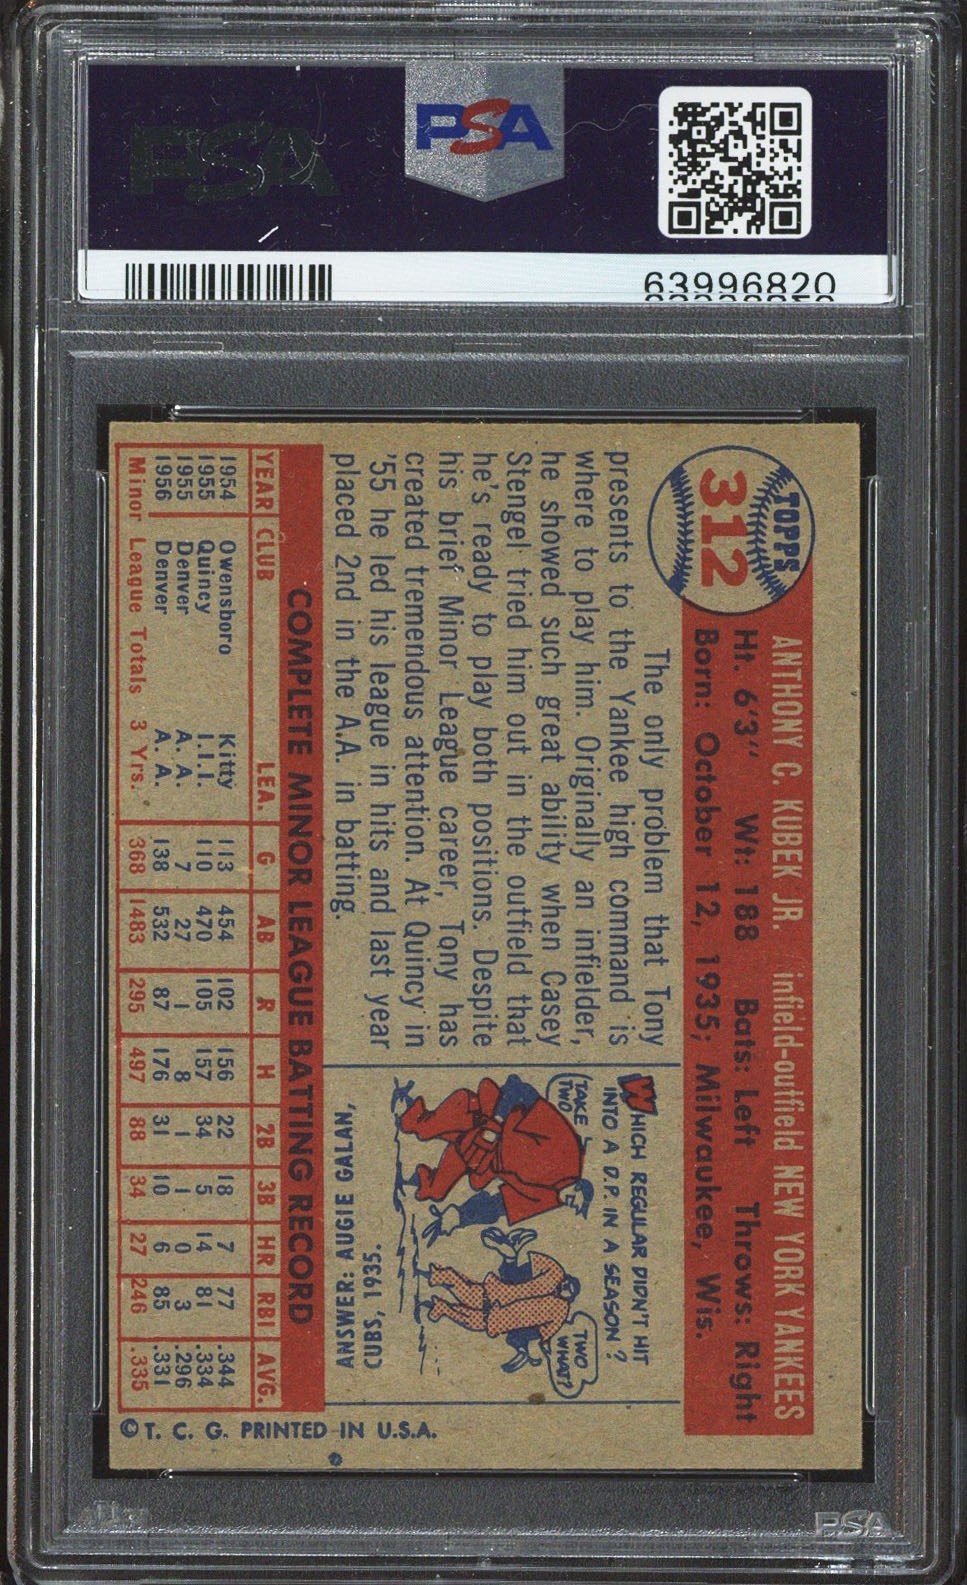 PSA
PSA
63996820
TOPPS
312
ANTHONY C. KUBEK JR. infield-outfield NEW YORK YANKEES
Ht. 6'3" Wt: 188 Bats: Left Throws: Right
Born: October 12, 1935; Milwaukee, Wis.
The only problem that Tony
presents to the Yankee high command is
where to play him. Originally an infielder,
he showed such great ability when Casey
Stengel tried him out in the outfield that
he's ready to play both positions. Despite
his brief Minor League career, Tony has
created tremendous attention. At Quincy in
'55 he led his league in hits and last year
placed 2nd in the A.A. in batting.
WHICH REGULAR DIDN'T HIT
INTO A D.P. IN A SEASON?
TAKE
TWO
TWO
WHAT?
ANSWER: AUGIE GALAN,
CUBS' 1935.
COMPLETE MINOR LEAGUE BATTING RECORD
YEAR CLUB LEA. G AB R H 2B 3B HR RBI AVG.
1954 Owensboro Kitty 113 454 102 156 22 18 7 77 .344
1955 Quincy I.I.I. 110 470 105 157 34 5 14 81 .334
1955 Denver A. A. 7 27 1 8 1 1 0 3 .296
1956 Denver A. A. 138 532 87 176 31 10 6 85 .331
Minor League Totals 3 Yrs. 368 1483 295 497 88 34 27 246 .335
© T. C. G. PRINTED IN U.S.A.
PSA